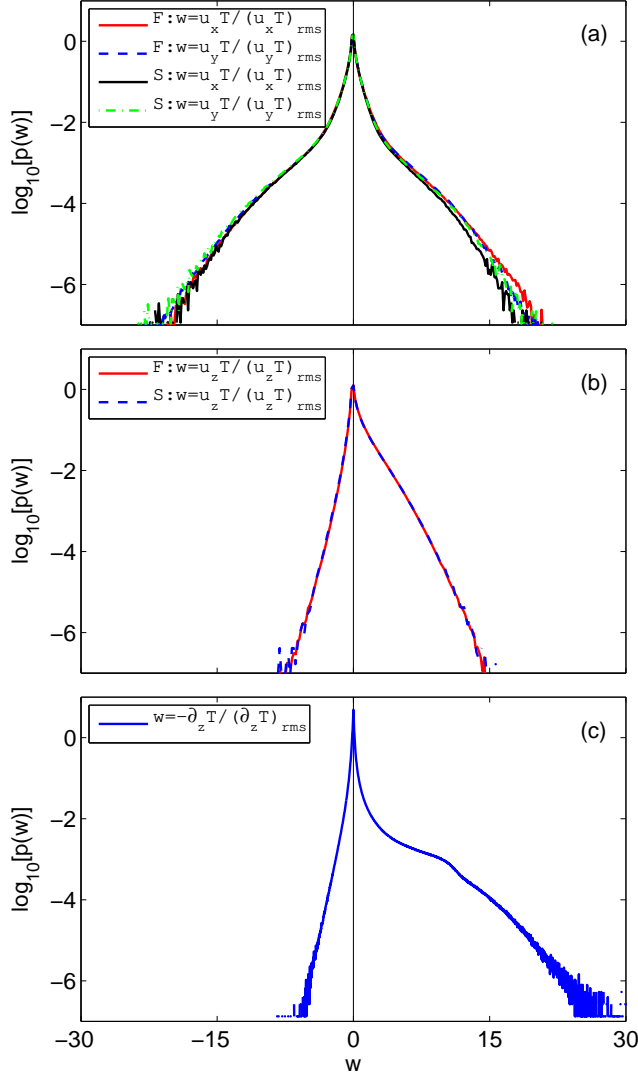 0
−2
−4
−6
log10[p(w)]
F:w=u_xT/(u_xT)_rms
F:w=u_yT/(u_yT)_rms
S:w=u_xT/(u_xT)_rms
S:w=u_yT/(u_yT)_rms
(a)
0
−2
−4
−6
log10[p(w)]
F:w=u_zT/(u_zT)_rms
S:w=u_zT/(u_zT)_rms
(b)
0
−2
−4
−6
log10[p(w)]
w=-∂_zT/(∂_zT)_rms
(c)
−30 −15 0 15 30
w